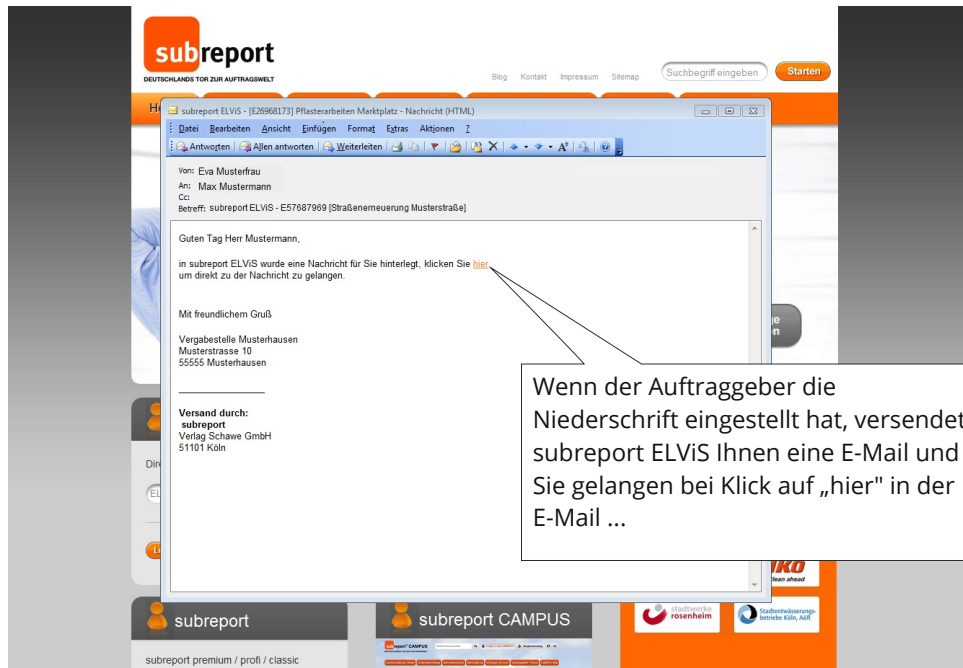 subreport
DEUTSCHLANDS TOR ZUR AUFTRAGSWELT
Blog Kontakt Impressum Sitemap
Suchbegriff eingeben
Starten
subreport ELViS - [E26968173] Pflasterarbeiten Marktplatz - Nachricht (HTML)
Datei Bearbeiten Ansicht Einfügen Format Extras Aktionen ?
Antworten Allen antworten Weiterleiten
Von: Eva Musterfrau
An: Max Mustermann
Cc:
Betreff: subreport ELViS - E57687969 [Straßenerneuerung Musterstraße]
Guten Tag Herr Mustermann,
in subreport ELViS wurde eine Nachricht für Sie hinterlegt, klicken Sie hier,
um direkt zu der Nachricht zu gelangen.
Mit freundlichem Gruß
Vergabestelle Musterhausen
Musterstrasse 10
55555 Musterhausen
Versand durch:
subreport
Verlag Schawe GmbH
51101 Köln
Wenn der Auftraggeber die
Niederschrift eingestellt hat, versendet
subreport ELViS Ihnen eine E-Mail und
Sie gelangen bei Klick auf „hier" in der
E-Mail ...
clean ahead
subreport
subreport CAMPUS
stadtwerke
rosenheim
Stadtentwässerungs-
betriebe Köln, AöR
subreport premium / profi / classic
subreport CAMPUS